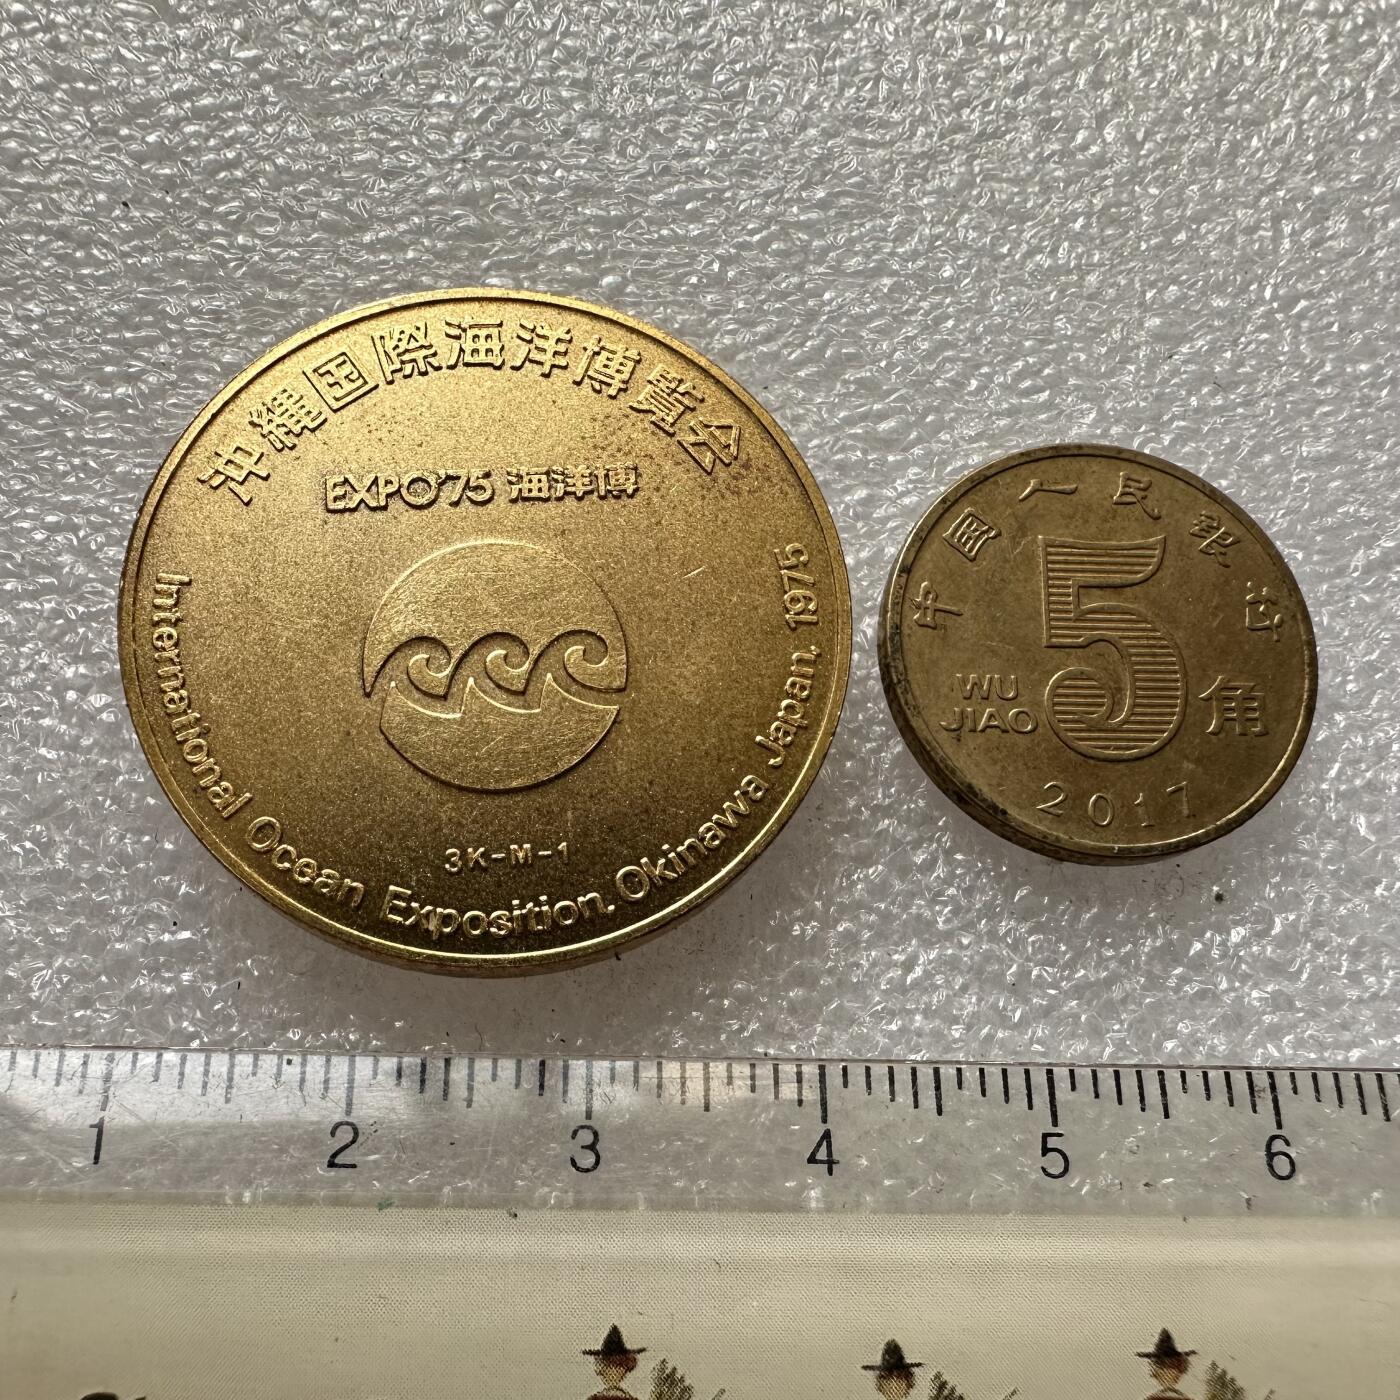 沖縄国際海洋博覧会
EXPO'75 海洋博
3K-M-1
International Ocean Exposition, Okinawa Japan, 1975
中国人民銀行
5角
WU
JIAO
2017
1 2 3 4 5 6